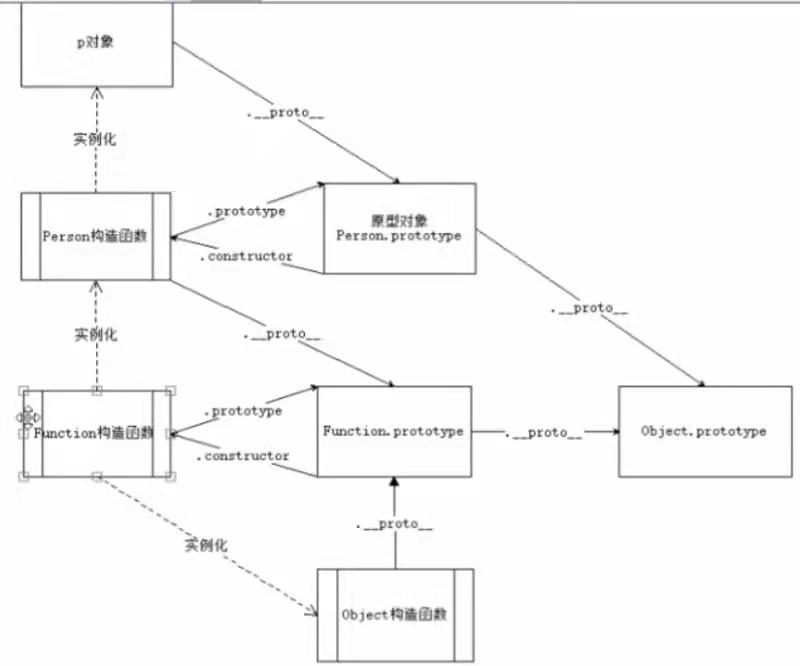 p对象
.__proto__
实例化
.prototype
原型对象
Person构造函数
Person.prototype
.constructor
.__proto__
实例化
.__proto__
.prototype
Function构造函数
Function.prototype
.__proto__
Object.prototype
.constructor
.__proto__
实例化
Object构造函数